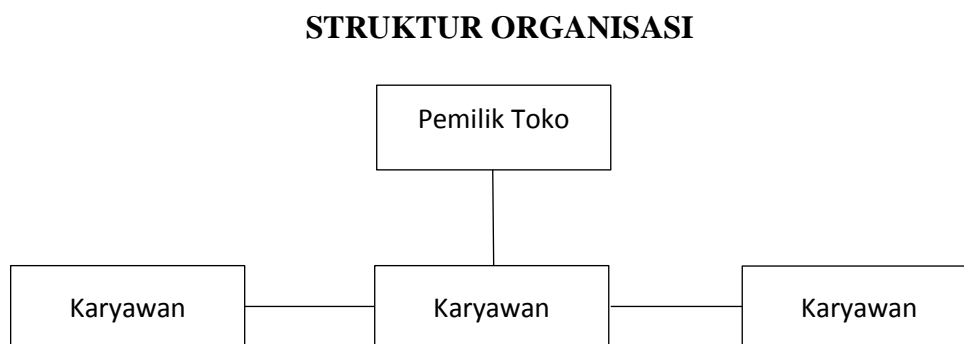 STRUKTUR ORGANISASI
Pemilik Toko
Karyawan
Karyawan
Karyawan